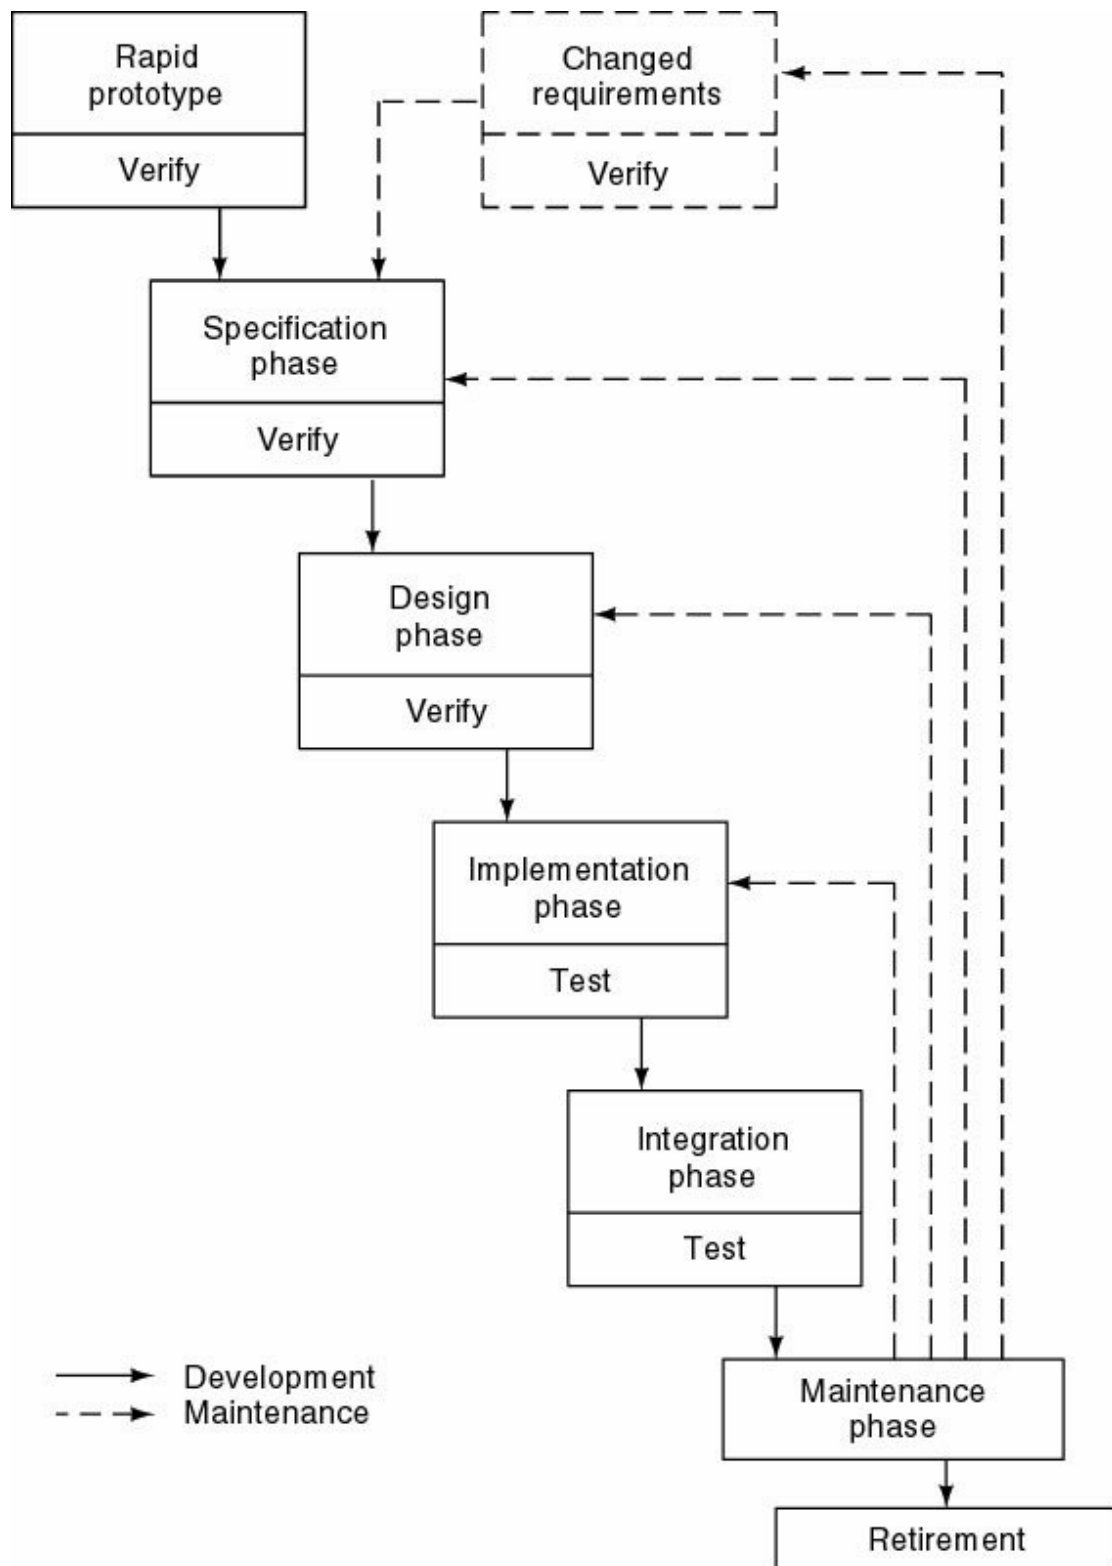 Rapid
prototype
Verify
Changed
requirements
Verify
Specification
phase
Verify
Design
phase
Verify
Implementation
phase
Test
Integration
phase
Test
Development
Maintenance
Maintenance
phase
Retirement